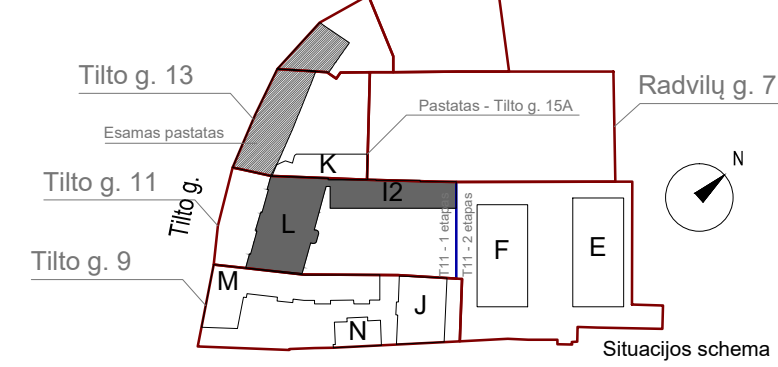 Tilto g. 13
Radvilų g. 7
Pastatas - Tilto g. 15A
Esamas pastatas
N
K
Tilto g. 11
I2
Tilto g.
L
T11 - 1 etapas
T11 - 2 etapas
F
E
Tilto g. 9
M
J
N
Situacijos schema